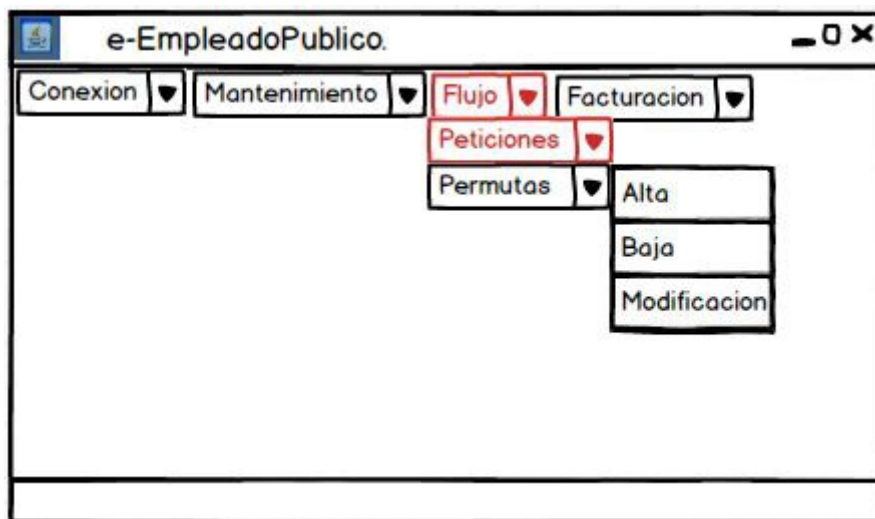 e-EmpleadoPublico.
Conexion Mantenimiento Flujo Facturacion
Peticiones
Permutas Alta
Baja
Modificacion